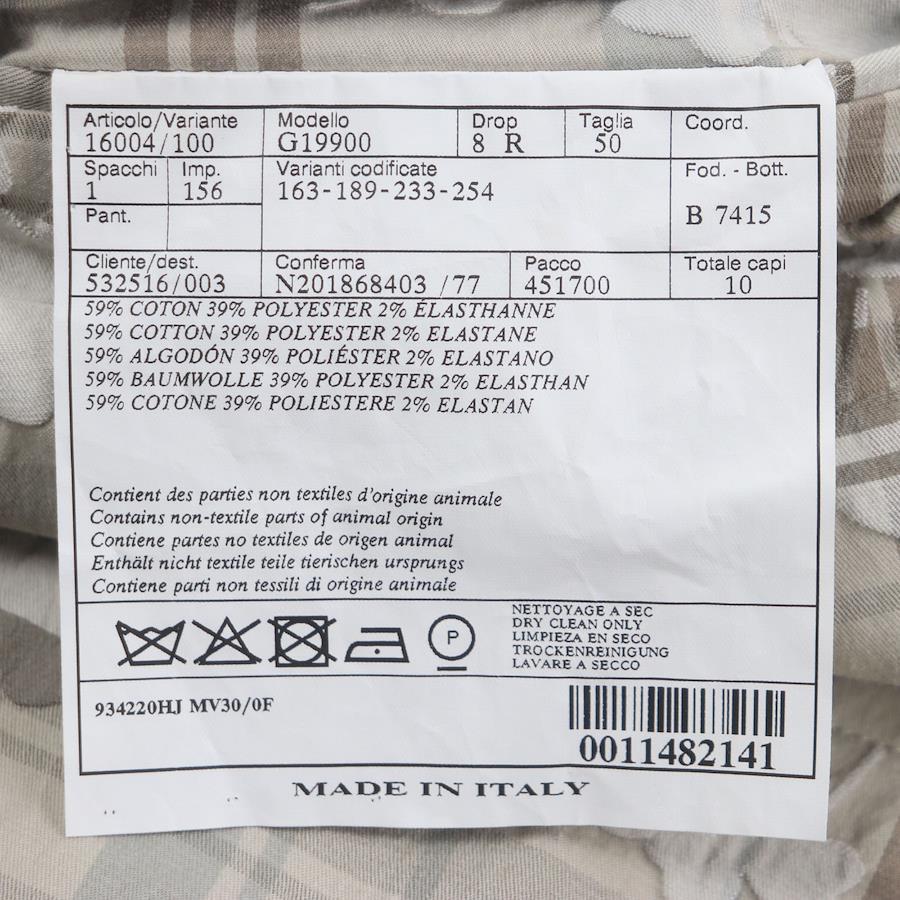 Articolo/Variante Modello Drop Taglia Coord.
16004/100 G19900 8 R 50
Spacchi Imp. Varianti codificate Fod. - Bott.
1 156 163-189-233-254
Pant. B 7415
Cliente/dest. Conferma Pacco Totale capi
532516/003 N201868403 /77 451700 10
59% COTON 39% POLYESTER 2% ÉLASTHANNE
59% COTTON 39% POLYESTER 2% ELASTANE
59% ALGODÓN 39% POLIÉSTER 2% ELASTANO
59% BAUMWOLLE 39% POLYESTER 2% ELASTHAN
59% COTONE 39% POLIESTERE 2% ELASTAN
Contient des parties non textiles d'origine animale
Contains non-textile parts of animal origin
Contiene partes no textiles de origen animal
Enthält nicht textile teile tierischen ursprungs
Contiene parti non tessili di origine animale
P
NETTOYAGE A SEC
DRY CLEAN ONLY
LIMPIEZA EN SECO
TROCKENREINIGUNG
LAVARE A SECCO
934220HJ MV30/0F
0011482141
MADE IN ITALY